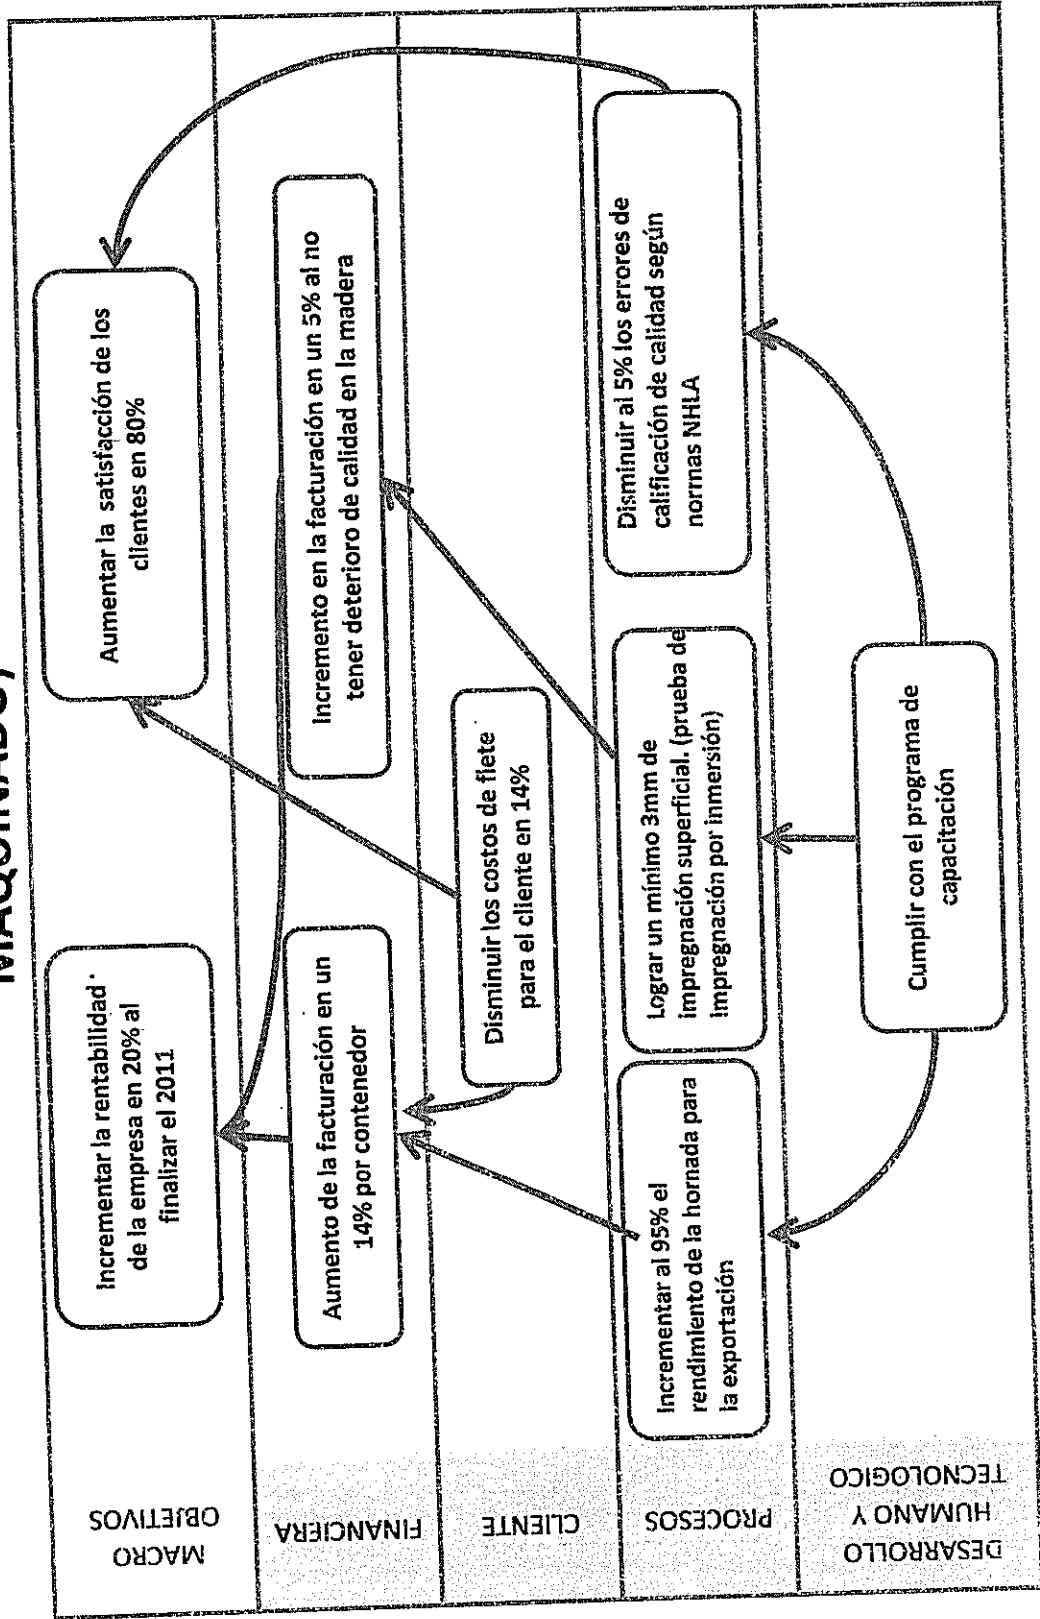 MAQUINADO)
MACRO
OBJETIVOS
Incrementar la rentabilidad
de la empresa en 20% al
finalizar el 2011
Aumentar la satisfacción de los
clientes en 80%
FINANCIERA
Aumento de la facturación en un
14% por contenedor
Incremento en la facturación en un 5% al no
tener deterioro de calidad en la madera
CLIENTE
Disminuir los costos de flete
para el cliente en 14%
PROCESOS
Incrementar al 95% el
rendimiento de la hornada para
la exportación
Lograr un mínimo 3mm de
impregnación superficial. (prueba de
Impregnación por inmersión)
Disminuir al 5% los errores de
calificación de calidad según
normas NHLA
DESARROLLO
HUMANO Y
TECNOLOGICO
Cumplir con el programa de
capacitación